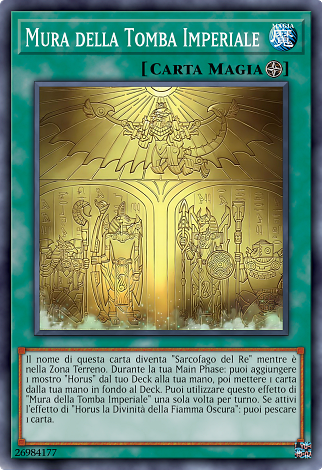 MURA DELLA TOMBA IMPERIALE
MAGIA
[CARTA MAGIA]
Il nome di questa carta diventa "Sarcofago del Re" mentre è
nella Zona Terreno. Durante la tua Main Phase: puoi aggiungere
1 mostro "Horus" dal tuo Deck alla tua mano, poi metti 1 carta
dalla tua mano in fondo al Deck. Puoi utilizzare questo effetto di
"Mura della Tomba Imperiale" una sola volta per turno. Se attivi
l'effetto di "Horus la Divinità della Fiamma Oscura": puoi pescare
1 carta.
26984177